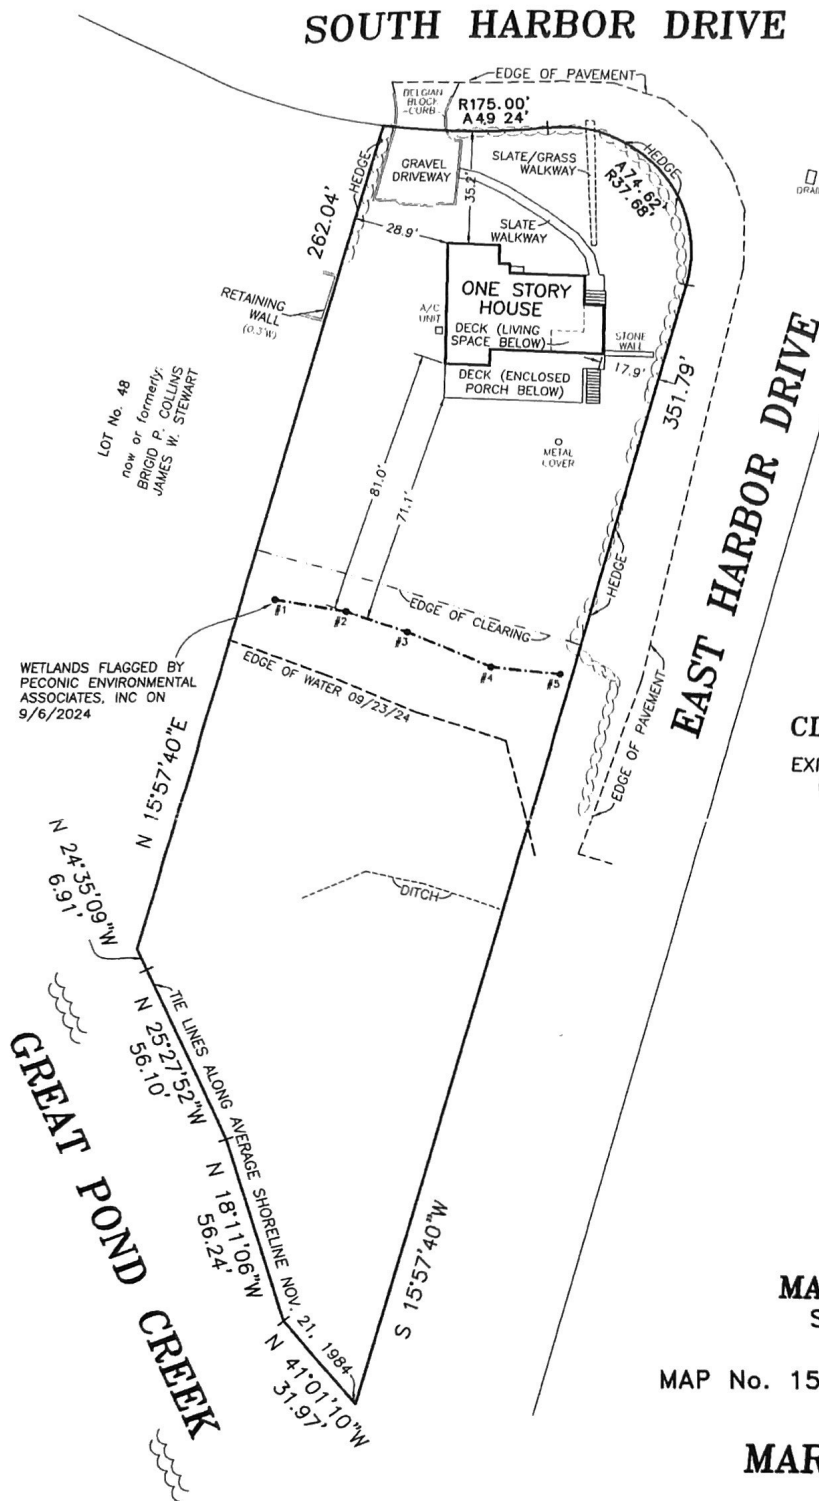 SOUTH HARBOR DRIVE
EDGE OF PAVEMENT
BELGIAN
BLOCK
CURB
R175.00'
A49.24'
HEDGE
GRAVEL
DRIVEWAY
SLATE/GRASS
WALKWAY
HEDGE
A74.62'
R37.68'
35.2'
262.04'
28.9'
SLATE
WALKWAY
RETAINING
WALL
(0.3'W)
A/C
UNIT
ONE STORY
HOUSE
DECK (LIVING
SPACE BELOW)
STONE
WALL
17.9'
DECK (ENCLOSED
PORCH BELOW)
351.79'
LOT No. 48
now or formerly:
BRIGID P. COLLINS
JAMES W. STEWART
METAL
COVER
81.0'
71.1'
EAST HARBOR DRIVE
HEDGE
EDGE OF CLEARING
#1
#2
#3
#4
#5
WETLANDS FLAGGED BY
PECONIC ENVIRONMENTAL
ASSOCIATES, INC ON
9/6/2024
EDGE OF WATER 09/23/24
EDGE OF PAVEMENT
N 15°57'40"E
N 24°35'09"W
6.91'
DITCH
TIE LINES ALONG AVERAGE SHORELINE NOV. 21, 1984
N 25°27'52"W
56.10'
GREAT POND CREEK
N 18°11'06"W
56.24'
S 15°57'40"W
N 41°01'10"W
31.97'
MAP No. 15